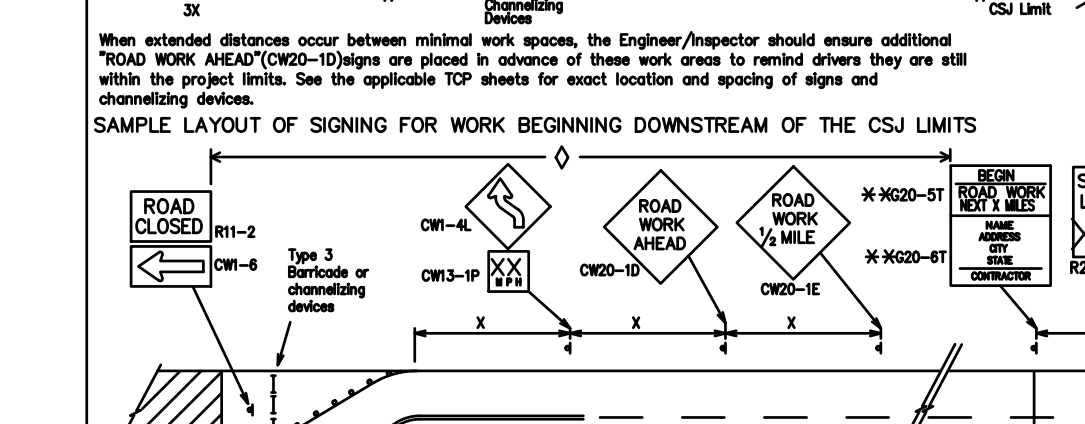 3X
Channelizing
Devices
CSJ Limit
When extended distances occur between minimal work spaces, the Engineer/Inspector should ensure additional
"ROAD WORK AHEAD"(CW20-1D)signs are placed in advance of these work areas to remind drivers they are still
within the project limits. See the applicable TCP sheets for exact location and spacing of signs and
channelizing devices.
SAMPLE LAYOUT OF SIGNING FOR WORK BEGINNING DOWNSTREAM OF THE CSJ LIMITS
ROAD
CLOSED
R11-2
CW1-6
Type 3
Barricade or
channelizing
devices
CW1-4L
CW13-1P
XX
MPH
ROAD
WORK
AHEAD
CW20-1D
ROAD
WORK
1/2 MILE
CW20-1E
**G20-5T
**G20-6T
BEGIN
ROAD WORK
NEXT X MILES
NAME
ADDRESS
CITY
STATE
CONTRACTOR
X
X
X